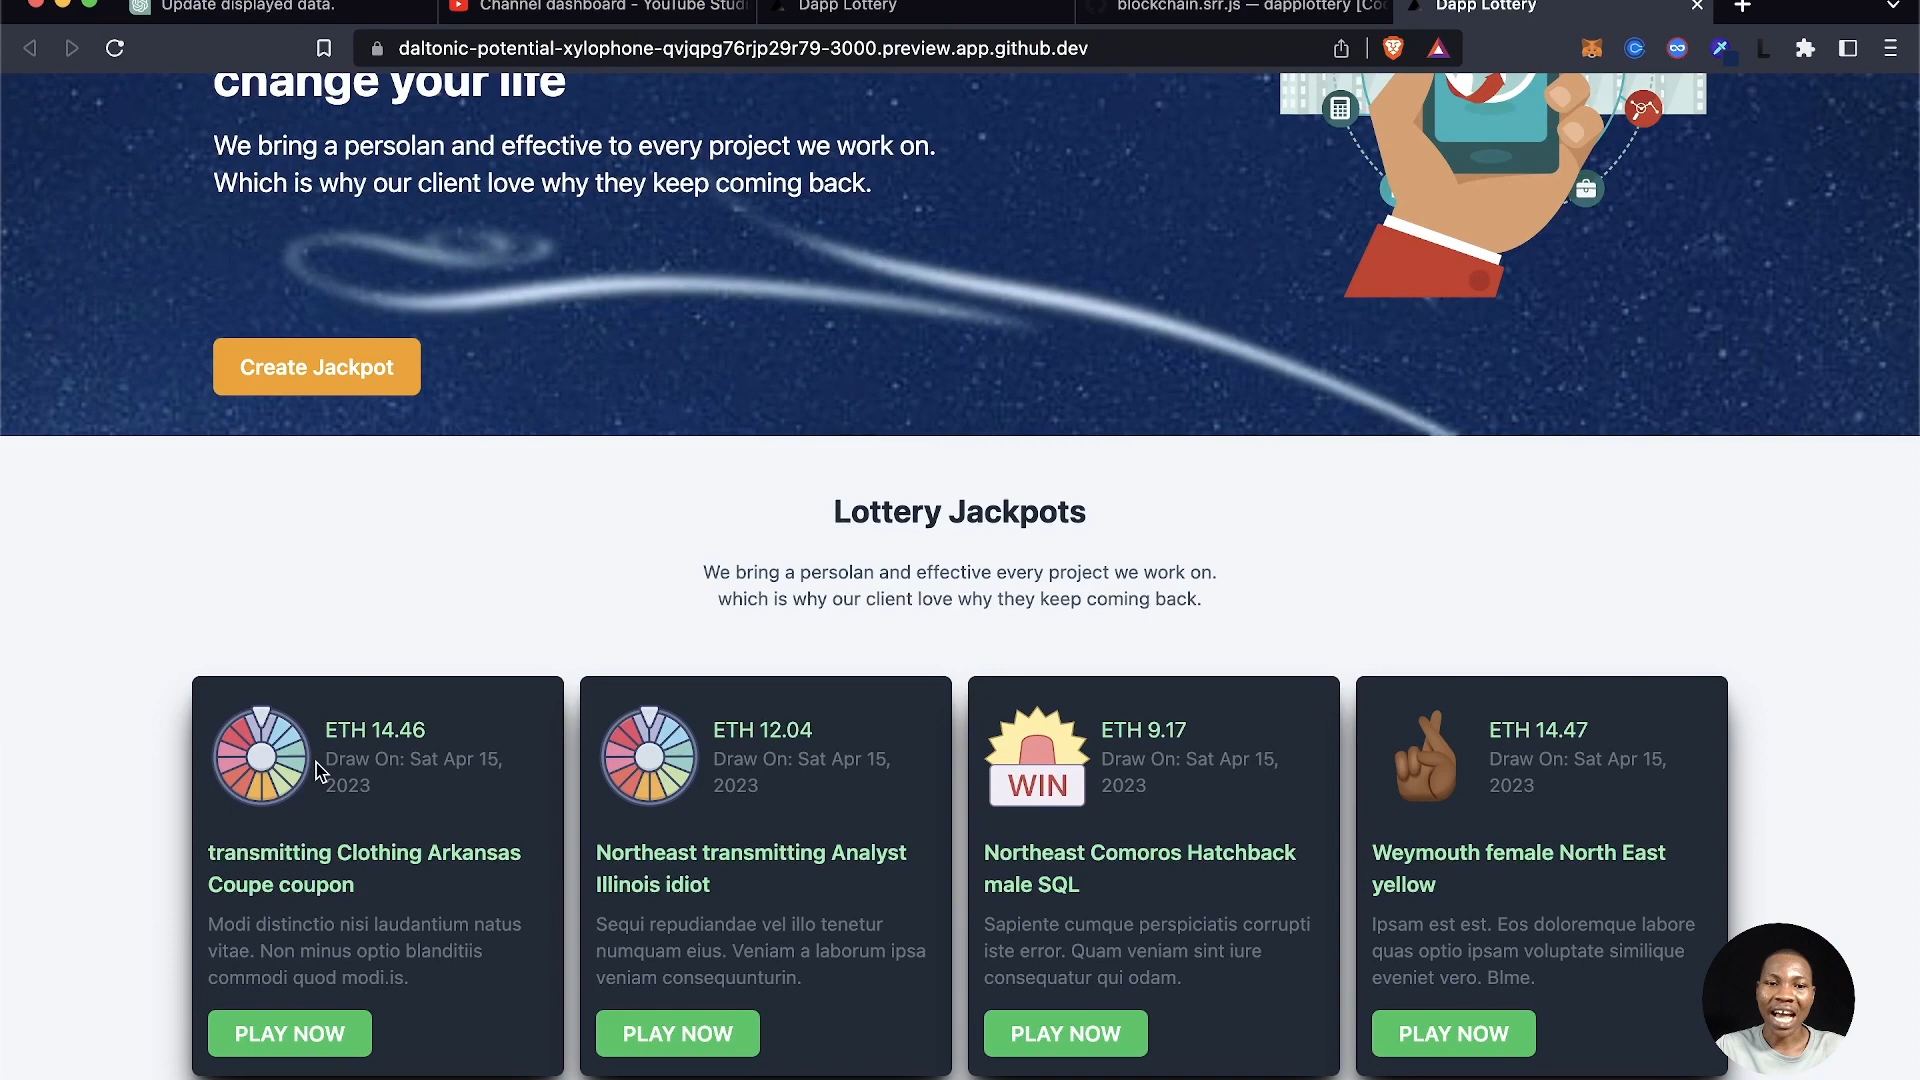 Update displayed data.
Channel dashboard - YouTube Studi
Dapp Lottery
blockchain.srr.js — dapplottery [Co
Dapp Lottery
daltonic-potential-xylophone-qvjqpg76rjp29r79-3000.preview.app.github.dev
change your life
We bring a persolan and effective to every project we work on.
Which is why our client love why they keep coming back.
Create Jackpot
Lottery Jackpots
We bring a persolan and effective every project we work on.
which is why our client love why they keep coming back.
ETH 14.46
Draw On: Sat Apr 15,
2023
transmitting Clothing Arkansas
Coupe coupon
Modi distinctio nisi laudantium natus
vitae. Non minus optio blanditiis
commodi quod modi.is.
PLAY NOW
ETH 12.04
Draw On: Sat Apr 15,
2023
Northeast transmitting Analyst
Illinois idiot
Sequi repudiandae vel illo tenetur
numquam eius. Veniam a laborum ipsa
veniam consequunturin.
PLAY NOW
WIN
ETH 9.17
Draw On: Sat Apr 15,
2023
Northeast Comoros Hatchback
male SQL
Sapiente cumque perspiciatis corrupti
iste error. Quam veniam sint iure
consequatur qui odam.
PLAY NOW
ETH 14.47
Draw On: Sat Apr 15,
2023
Weymouth female North East
yellow
Ipsam est est. Eos doloremque labore
quas optio ipsam voluptate similique
eveniet vero. Blme.
PLAY NOW